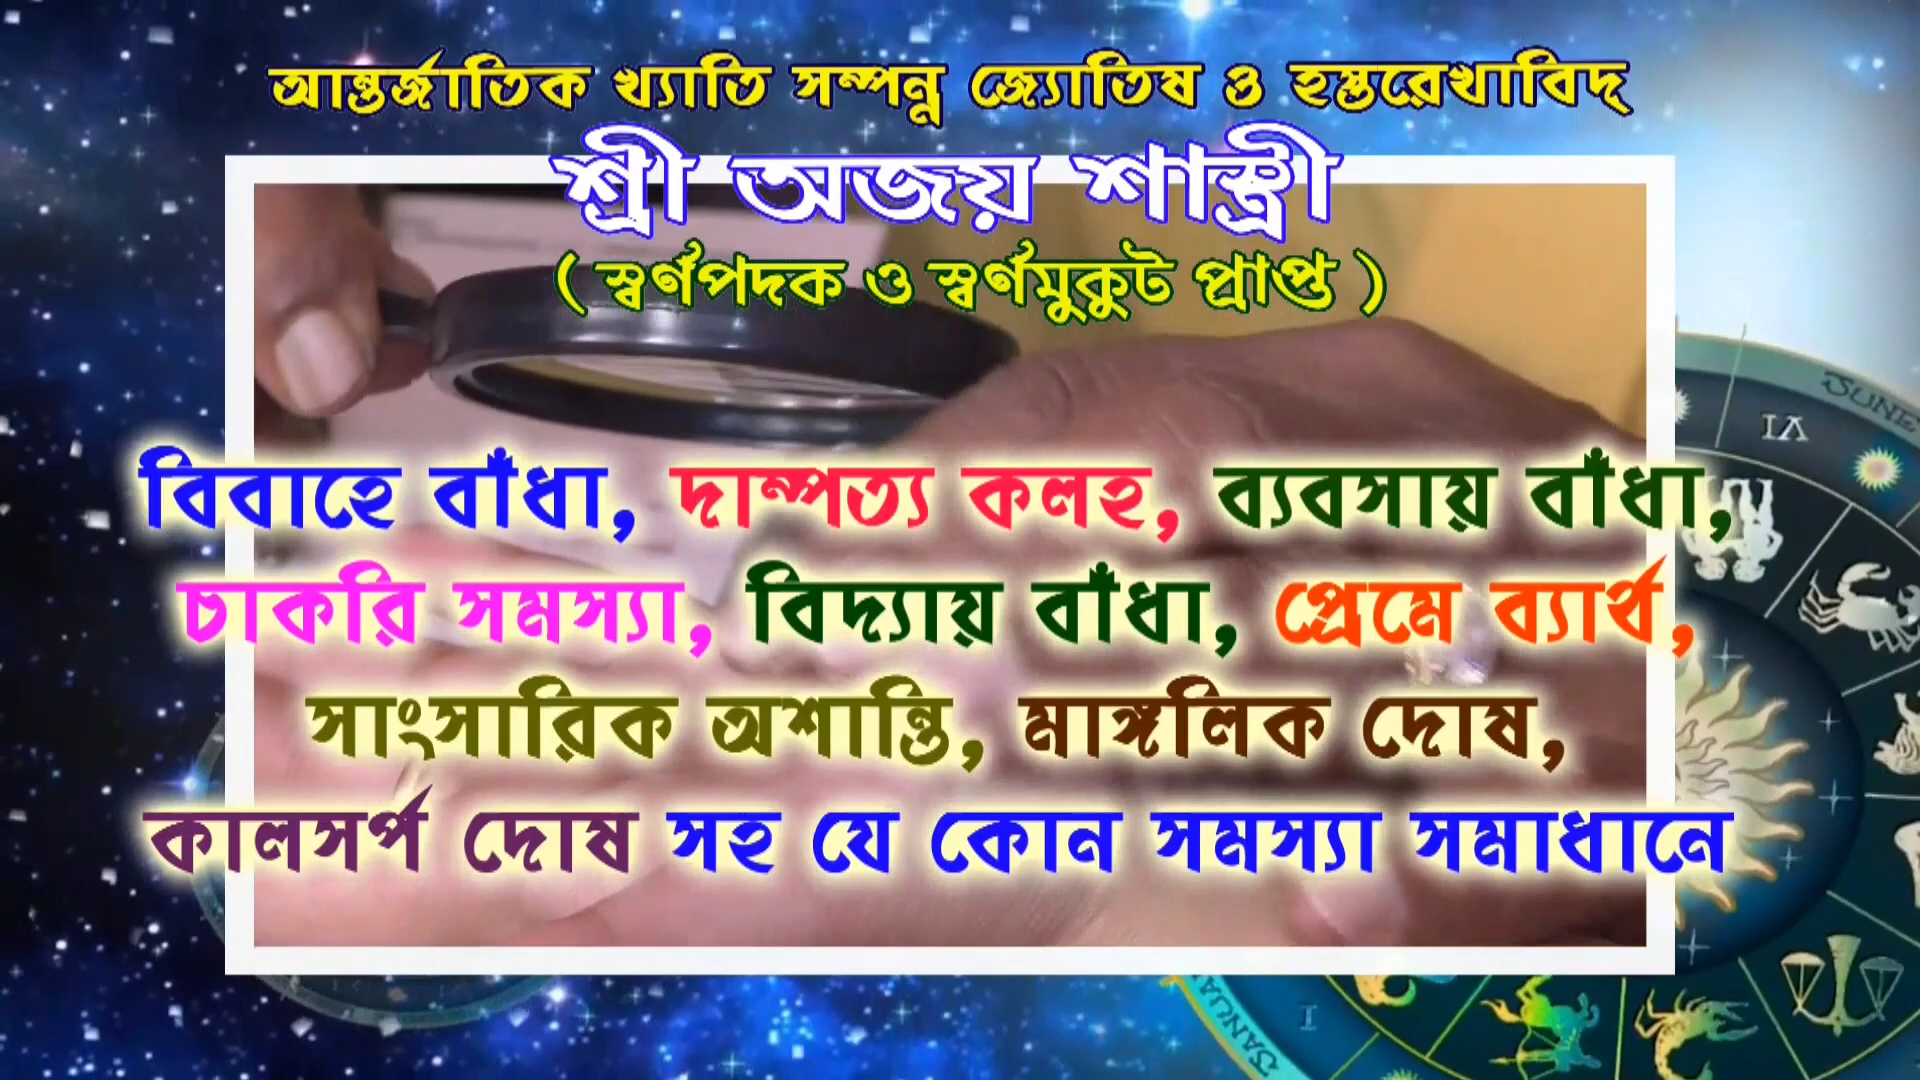 আন্তর্জাতিক খ্যাতি সম্পন্ন জ্যোতিষ ও হস্তরেখাবিদ্
শ্রী অজয় শাস্ত্রী
( স্বর্ণপদক ও স্বর্ণমুকুট প্রাপ্ত )
বিবাহে বাঁধা, দাম্পত্য কলহ, ব্যবসায় বাঁধা,
চাকরি সমস্যা, বিদ্যায় বাঁধা, প্রেমে ব্যার্থ,
সাংসারিক অশান্তি, মাঙ্গলিক দোষ,
কালসর্প দোষ সহ যে কোন সমস্যা সমাধানে
VI
I